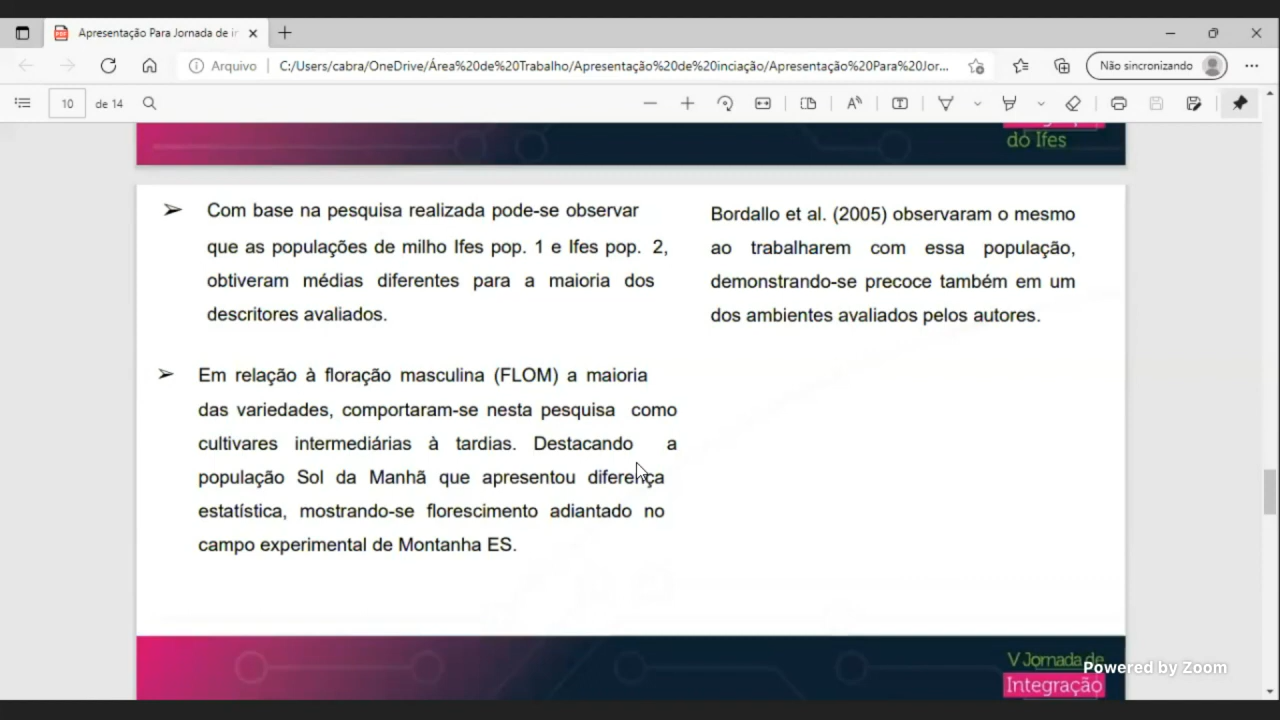 Apresentação Para Jornada de ir
Arquivo
C:/Users/cabra/OneDrive/Área%20de%20Trabalho/Apresentação%20de%20inciação/Apresentação%20Para%20Jor...
Não sincronizando
10 de 14
do Ifes
➢ Com base na pesquisa realizada pode-se observar
que as populações de milho Ifes pop. 1 e Ifes pop. 2,
obtiveram médias diferentes para a maioria dos
descritores avaliados.
➢ Em relação à floração masculina (FLOM) a maioria
das variedades, comportaram-se nesta pesquisa como
cultivares intermediárias à tardias. Destacando a
população Sol da Manhã que apresentou diferença
estatística, mostrando-se florescimento adiantado no
campo experimental de Montanha ES.
Bordallo et al. (2005) observaram o mesmo
ao trabalharem com essa população,
demonstrando-se precoce também em um
dos ambientes avaliados pelos autores.
V Jornada de
Integração
Powered by Zoom